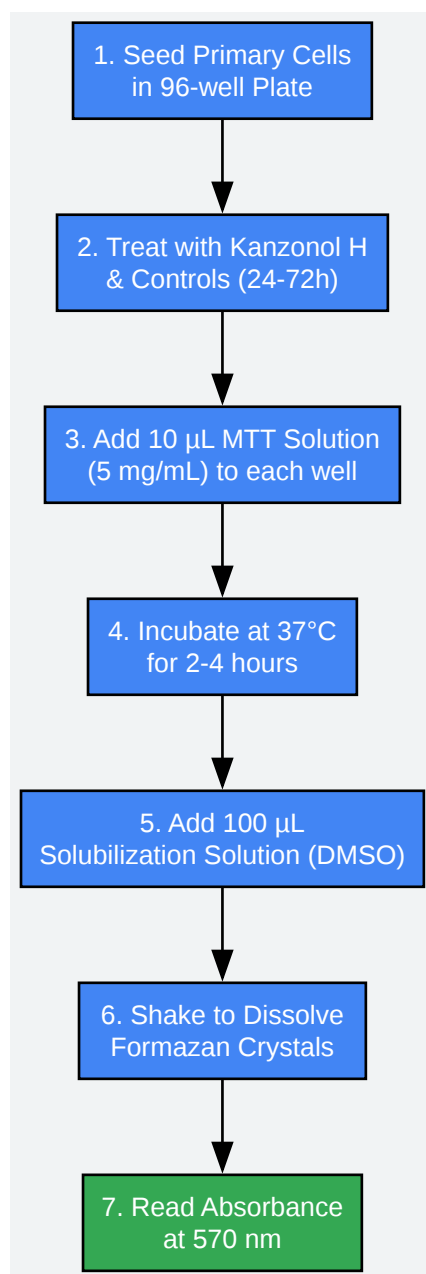 1. Seed Primary Cells
in 96-well Plate
2. Treat with Kanzonol H
& Controls (24-72h)
3. Add 10 µL MTT Solution
(5 mg/mL) to each well
4. Incubate at 37°C
for 2-4 hours
5. Add 100 µL
Solubilization Solution (DMSO)
6. Shake to Dissolve
Formazan Crystals
7. Read Absorbance
at 570 nm